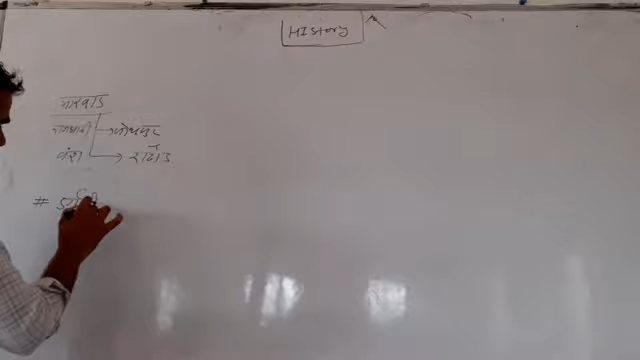 HIstory
मारवाड
राजधानी → जोधपुर
वंश → राठौड
#